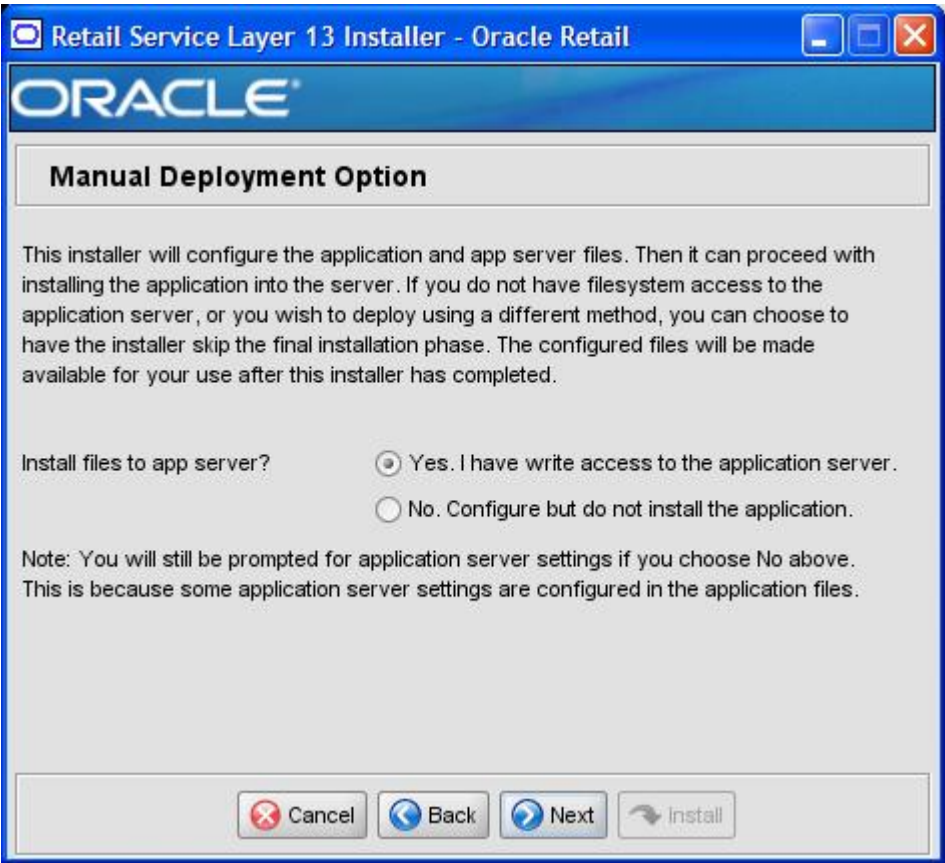 Retail Service Layer 13 Installer - Oracle Retail
ORACLE®
Manual Deployment Option
This installer will configure the application and app server files. Then it can proceed with
installing the application into the server. If you do not have filesystem access to the
application server, or you wish to deploy using a different method, you can choose to
have the installer skip the final installation phase. The configured files will be made
available for your use after this installer has completed.
Install files to app server? Yes. I have write access to the application server.
No. Configure but do not install the application.
Note: You will still be prompted for application server settings if you choose No above.
This is because some application server settings are configured in the application files.
Cancel Back Next Install